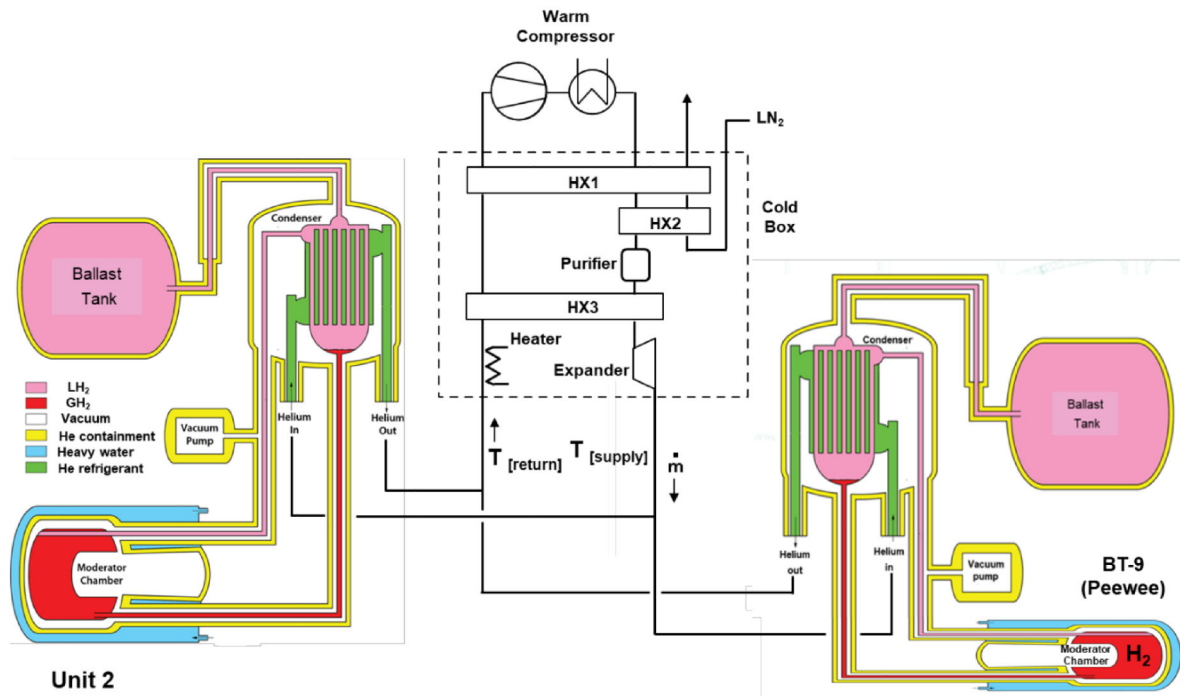 Warm
Compressor
LN₂
HX1
HX2
Cold
Box
Purifier
HX3
Heater
Expander
T [return]
T [supply]
ṁ
Ballast
Tank
Condenser
LH₂
GH₂
Vacuum
He containment
Heavy water
He refrigerant
Vacuum
Pump
Helium
In
Helium
Out
Moderator
Chamber
Unit 2
Condenser
Ballast
Tank
Helium
out
Helium
in
Vacuum
pump
BT-9
(Peewee)
Moderator
Chamber
H₂